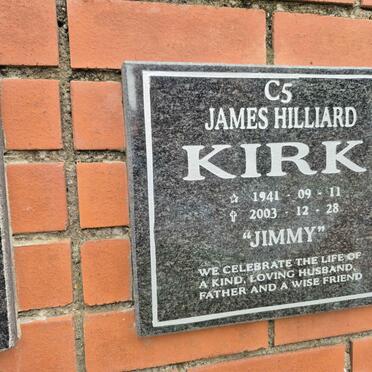 C5
JAMES HILLIARD
KIRK
☆ 1941 - 09 - 11
✞ 2003 - 12 - 28
"JIMMY"
WE CELEBRATE THE LIFE OF
A KIND, LOVING HUSBAND,
FATHER AND A WISE FRIEND